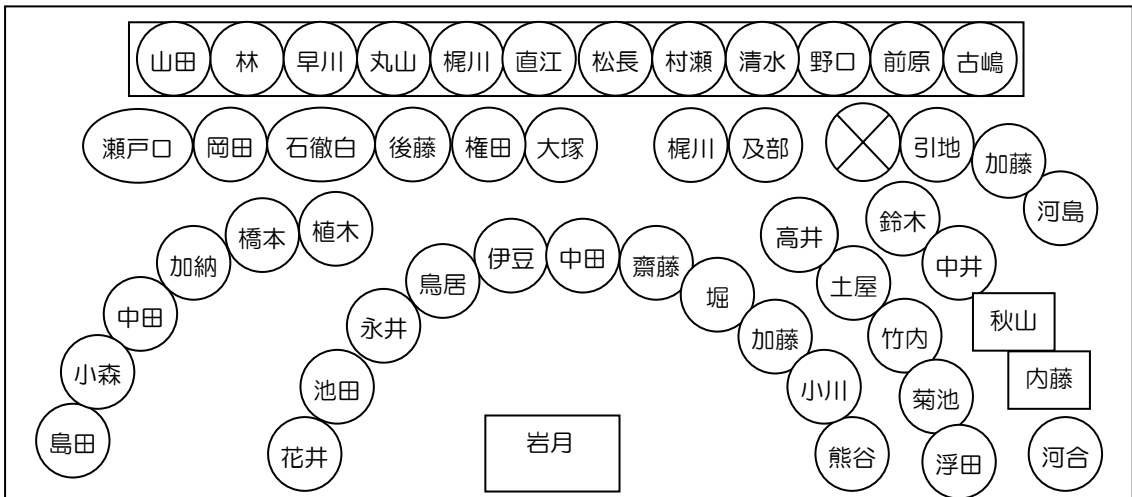 山田 林 早川 丸山 梶川 直江 松長 村瀬 清水 野口 前原 古嶋
瀬戸口 岡田 石徹白 後藤 権田 大塚 梶川 及部 引地 加藤 河島
島田 小森 中田 加納 橋本 植木
花井 池田 永井 鳥居 伊豆 中田 齋藤 堀 加藤 小川 熊谷
高井 土屋 竹内 菊池 浮田
鈴木 中井 秋山 内藤 河合
岩月